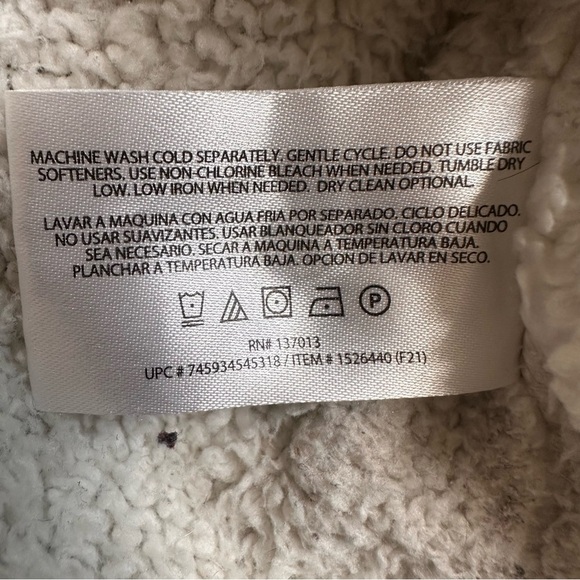 MACHINE WASH COLD SEPARATELY. GENTLE CYCLE. DO NOT USE FABRIC
SOFTENERS. USE NON-CHLORINE BLEACH WHEN NEEDED. TUMBLE DRY
LOW. LOW IRON WHEN NEEDED. DRY CLEAN OPTIONAL.
LAVAR A MAQUINA CON AGUA FRIA POR SEPARADO. CICLO DELICADO.
NO USAR SUAVIZANTES. USAR BLANQUEADOR SIN CLORO CUANDO
SEA NECESARIO. SECAR A MAQUINA A TEMPERATURA BAJA.
PLANCHAR A TEMPERATURA BAJA. OPCION DE LAVAR EN SECO.
P
RN# 137013
UPC # 745934545318 / ITEM # 1526440 (F21)